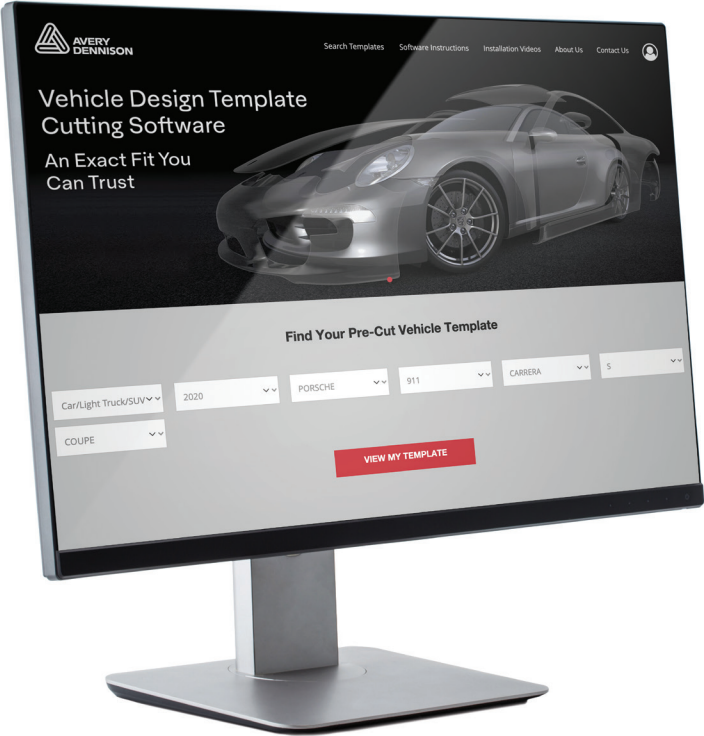 AVERY
DENNISON
Search Templates
Software Instructions
Installation Videos
About Us
Contact Us
Vehicle Design Template
Cutting Software
An Exact Fit You
Can Trust
Find Your Pre-Cut Vehicle Template
Car/Light Truck/SUV
2020
PORSCHE
911
CARRERA
S
COUPE
VIEW MY TEMPLATE